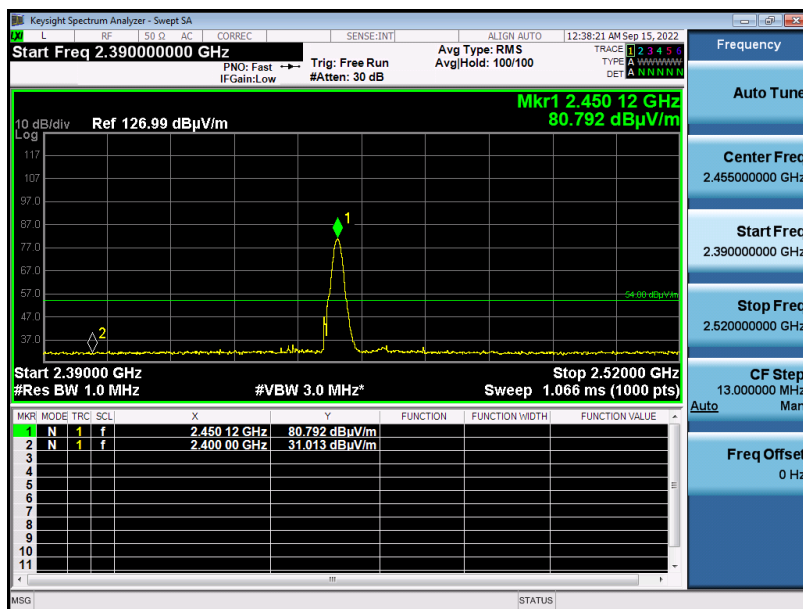 Keysight Spectrum Analyzer - Swept SA
LXI L RF 50 Ω AC CORREC SENSE:INT ALIGN AUTO 12:38:21 AM Sep 15, 2022
Start Freq 2.390000000 GHz
PNO: Fast
IFGain:Low
Trig: Free Run
#Atten: 30 dB
Avg Type: RMS
Avg|Hold: 100/100
TRACE 1 2 3 4 5 6
TYPE A WWWWW
DET A N N N N N
Mkr1 2.450 12 GHz
80.792 dBµV/m
10 dB/div Ref 126.99 dBµV/m
Log
117
107
97.0
87.0
77.0
67.0
57.0
47.0
37.0
1
2
54.00 dBµV/m
Start 2.39000 GHz Stop 2.52000 GHz
#Res BW 1.0 MHz #VBW 3.0 MHz* Sweep 1.066 ms (1000 pts)
MKR MODE TRC SCL X Y FUNCTION FUNCTION WIDTH FUNCTION VALUE
1 N 1 f 2.450 12 GHz 80.792 dBµV/m
2 N 1 f 2.400 00 GHz 31.013 dBµV/m
3
4
5
6
7
8
9
10
11
MSG STATUS
Frequency
Auto Tune
Center Freq
2.455000000 GHz
Start Freq
2.390000000 GHz
Stop Freq
2.520000000 GHz
CF Step
13.000000 MHz
Auto Man
Freq Offset
0 Hz